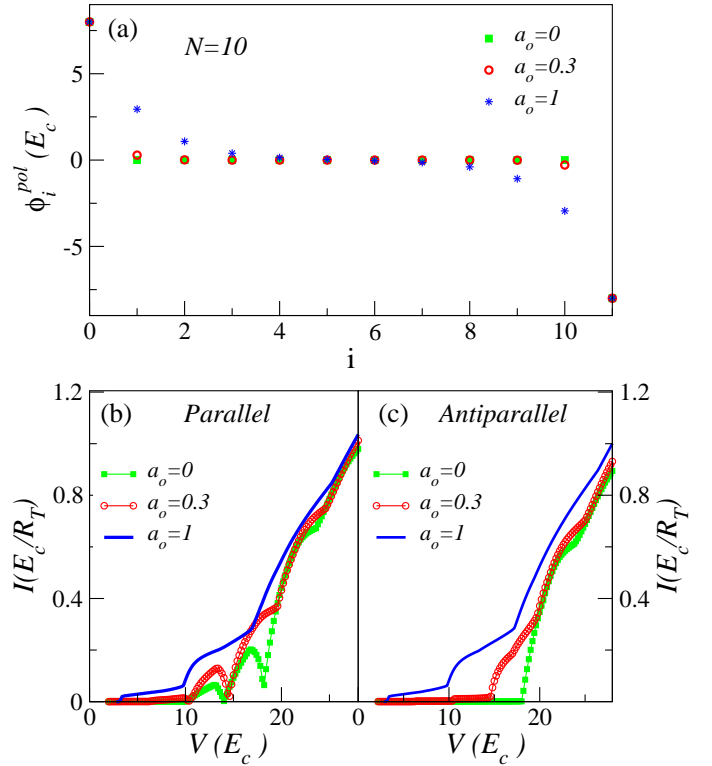 (a)
N=10
a_o=0
a_o=0.3
a_o=1
5
0
-5
ϕ_i^pol (E_c)
0 2 4 6 8 10
i
(b) Parallel
a_o=0
a_o=0.3
a_o=1
1.2
0.8
0.4
0
I(E_c/R_T)
0 10 20
V (E_c)
(c) Antiparallel
a_o=0
a_o=0.3
a_o=1
1.2
0.8
0.4
0
I(E_c/R_T)
0 10 20
V (E_c)